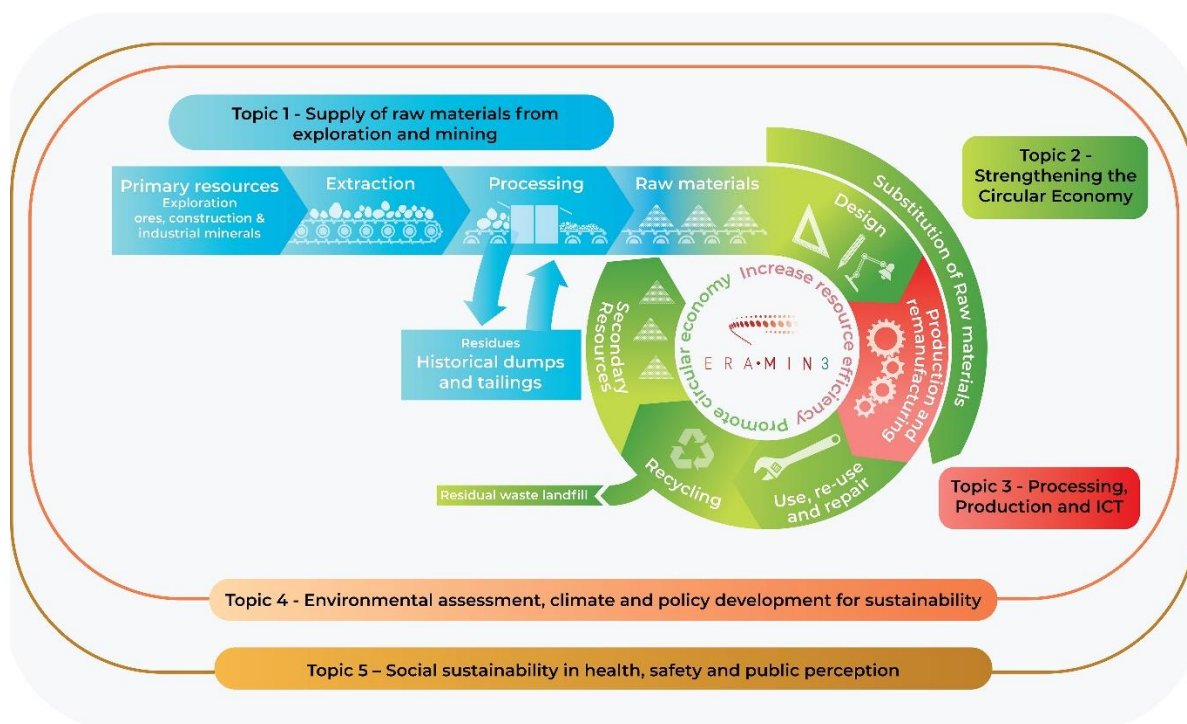 Topic 1 - Supply of raw materials from
exploration and mining
Primary resources
Exploration
ores, construction &
industrial minerals
Extraction
Processing
Raw materials
Design
Substitution of Raw materials
Topic 2 -
Strengthening the
Circular Economy
Residues
Historical dumps
and tailings
Secondary
Resources
promote circular economy
Increase resource efficiency
ERA•MIN3
Production and
remanufacturing
Recycling
Use, re-use
and repair
Residual waste landfill
Topic 3 - Processing,
Production and ICT
Topic 4 - Environmental assessment, climate and policy development for sustainability
Topic 5 – Social sustainability in health, safety and public perception